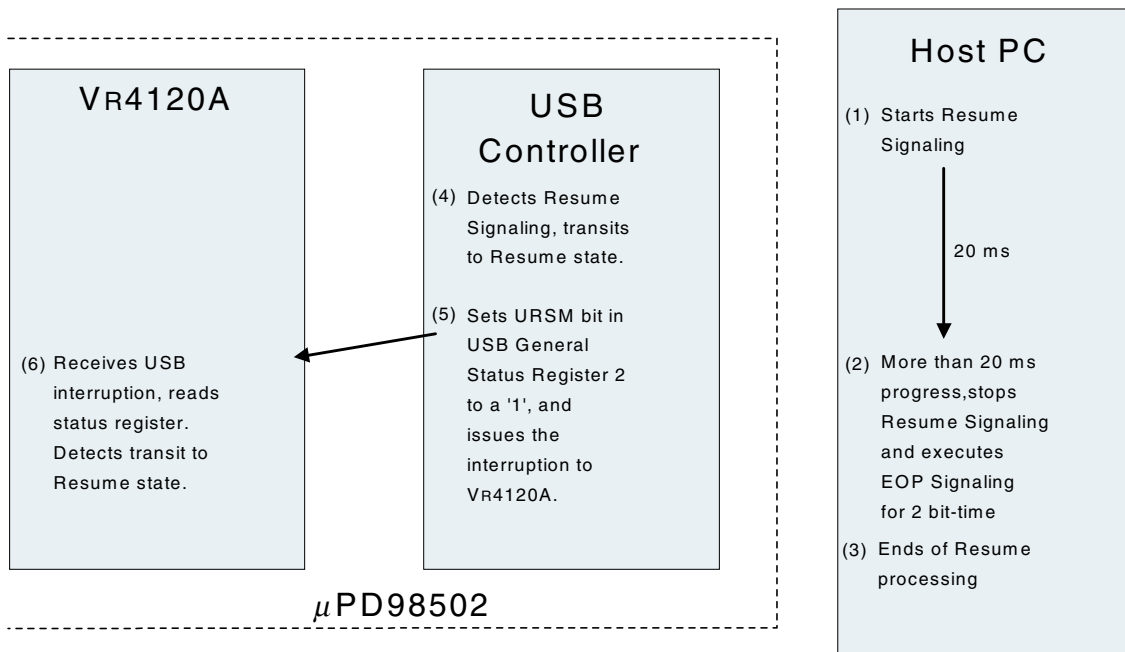 VR4120A
(6) Receives USB
interruption, reads
status register.
Detects transit to
Resume state.
USB
Controller
(4) Detects Resume
Signaling, transits
to Resume state.
(5) Sets URSM bit in
USB General
Status Register 2
to a '1', and
issues the
interruption to
VR4120A.
μPD98502
Host PC
(1) Starts Resume
Signaling
20 ms
(2) More than 20 ms
progress,stops
Resume Signaling
and executes
EOP Signaling
for 2 bit-time
(3) Ends of Resume
processing